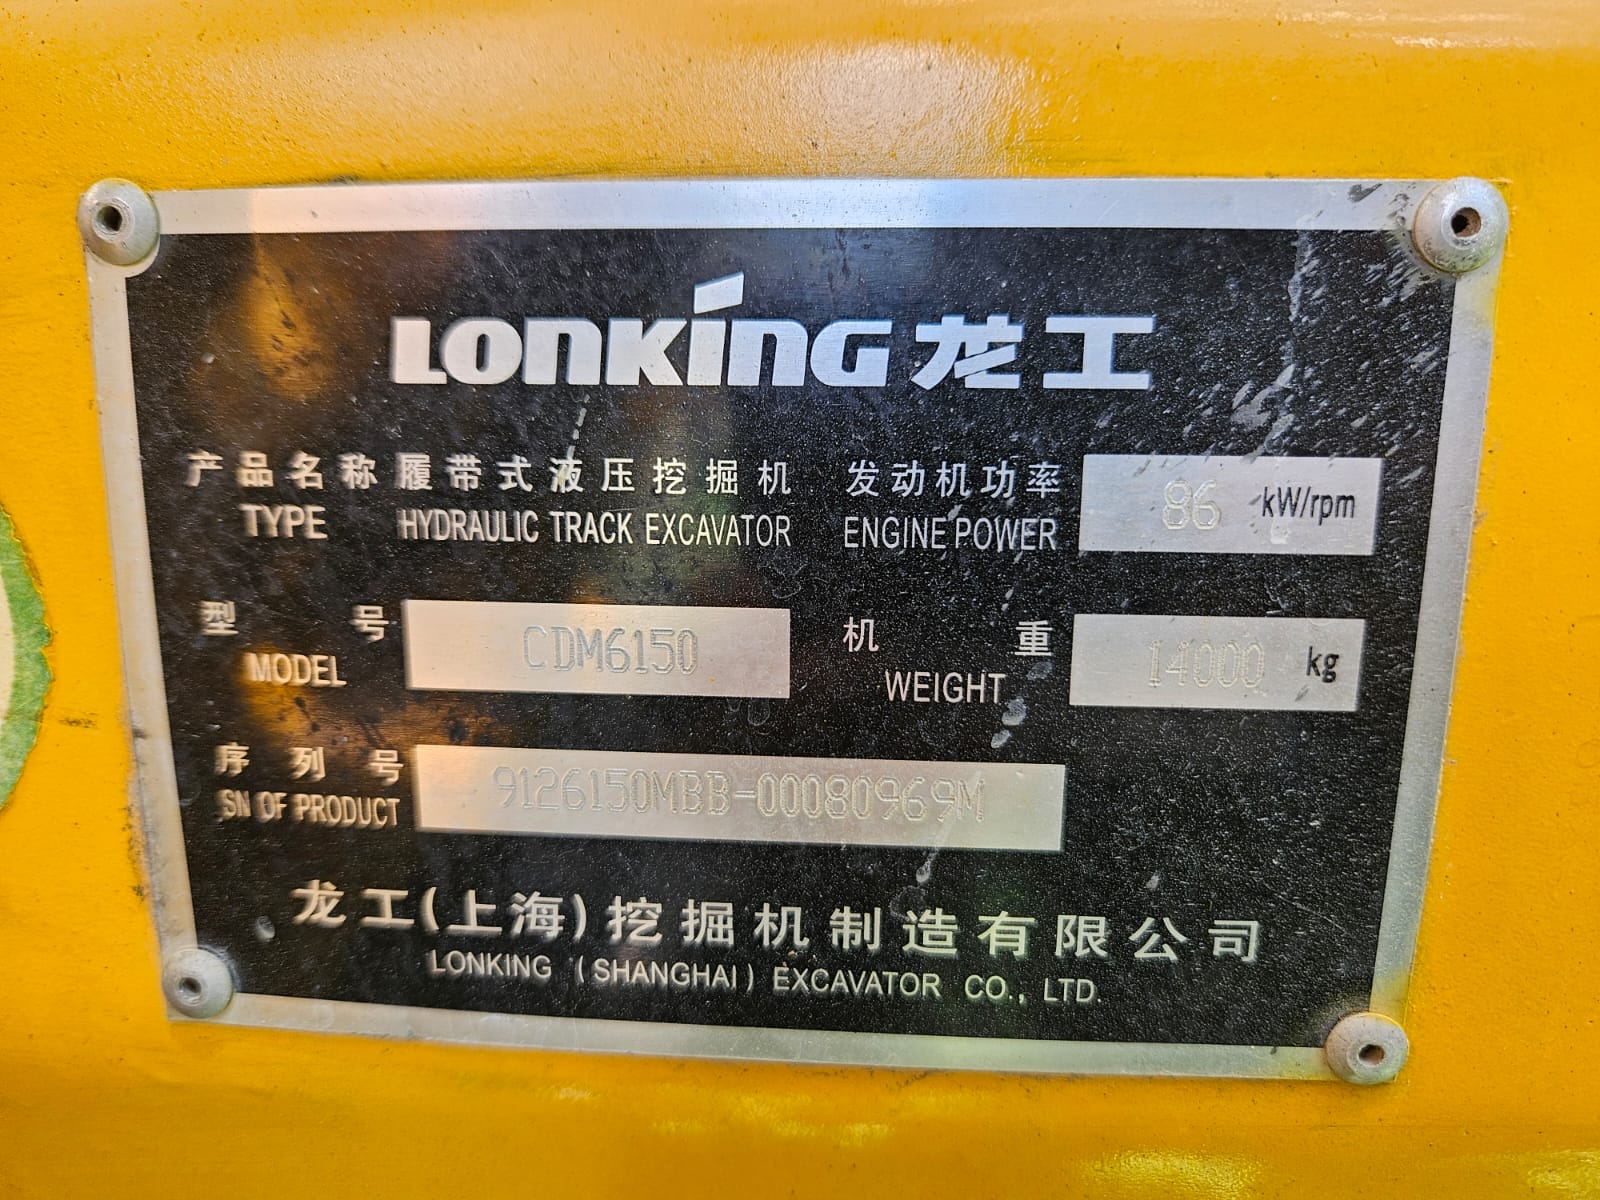 LONKING 龙工
产品名称 履带式液压挖掘机 发动机功率 86 kW/rpm
TYPE HYDRAULIC TRACK EXCAVATOR ENGINE POWER
型号 CDM6150 机重 14000 kg
MODEL WEIGHT
序列号 9126150MBB-00080969M
SN OF PRODUCT
龙工(上海)挖掘机制造有限公司
LONKING (SHANGHAI) EXCAVATOR CO., LTD.